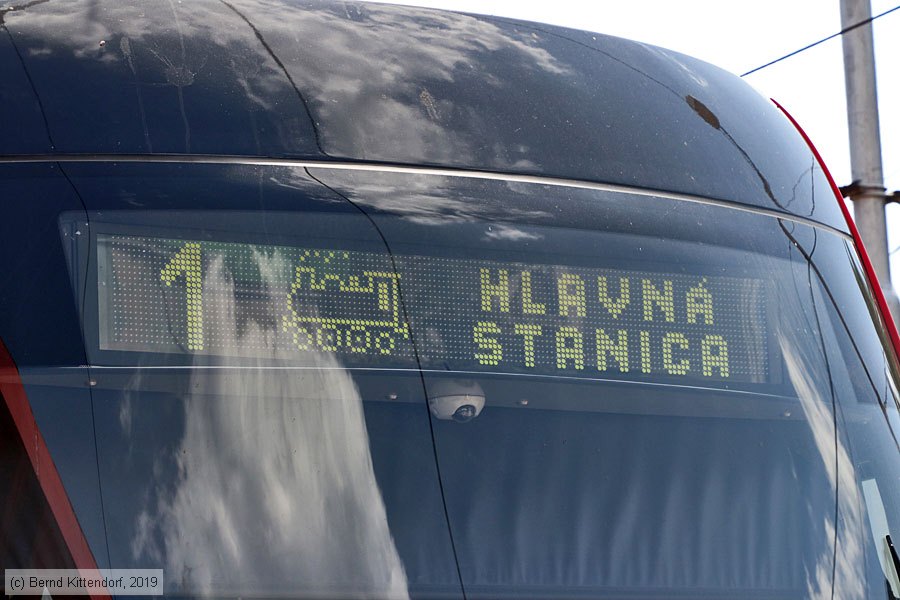 1
HLAVNÁ
STANICA
(c) Bernd Kittendorf, 2019